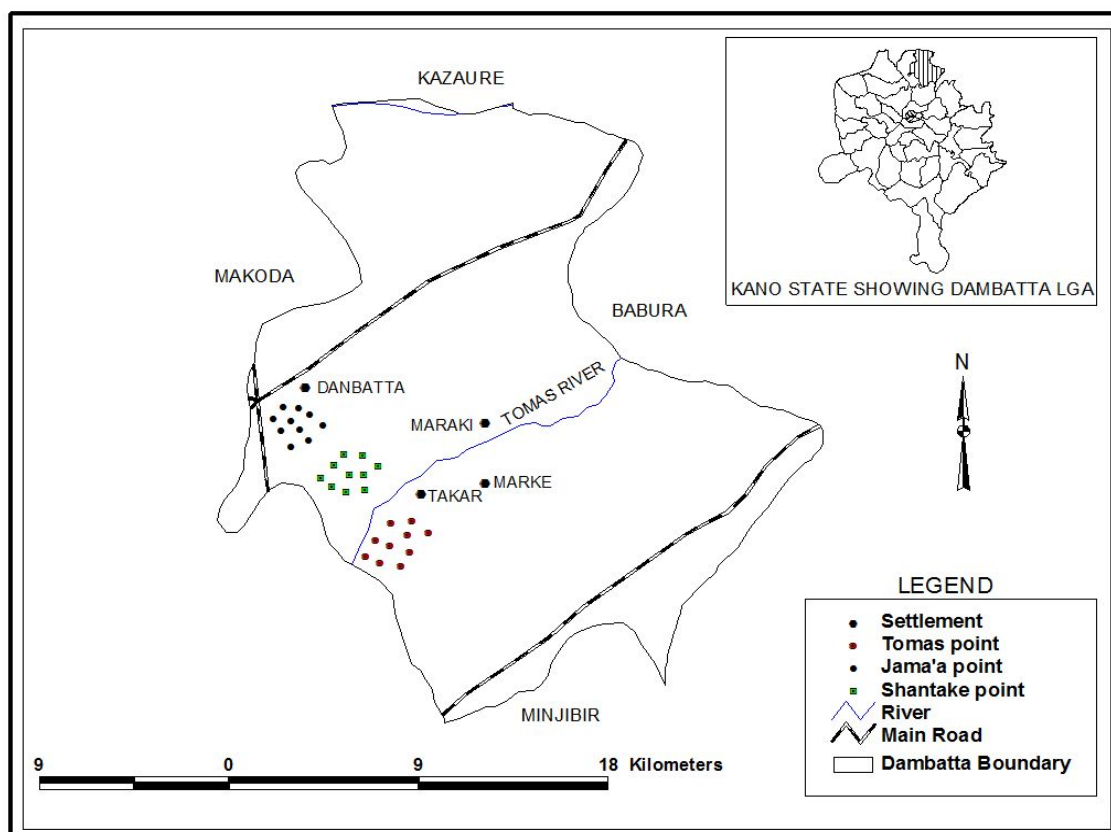 KAZAURE
KANO STATE SHOWING DAMBATTA LGA
MAKODA
BABURA
N
DANBATTA
TOMAS RIVER
MARAKI
MARKE
TAKAR
MINJIBIR
LEGEND
Settlement
Tomas point
Jama'a point
Shantake point
River
Main Road
Dambatta Boundary
9 0 9 18 Kilometers